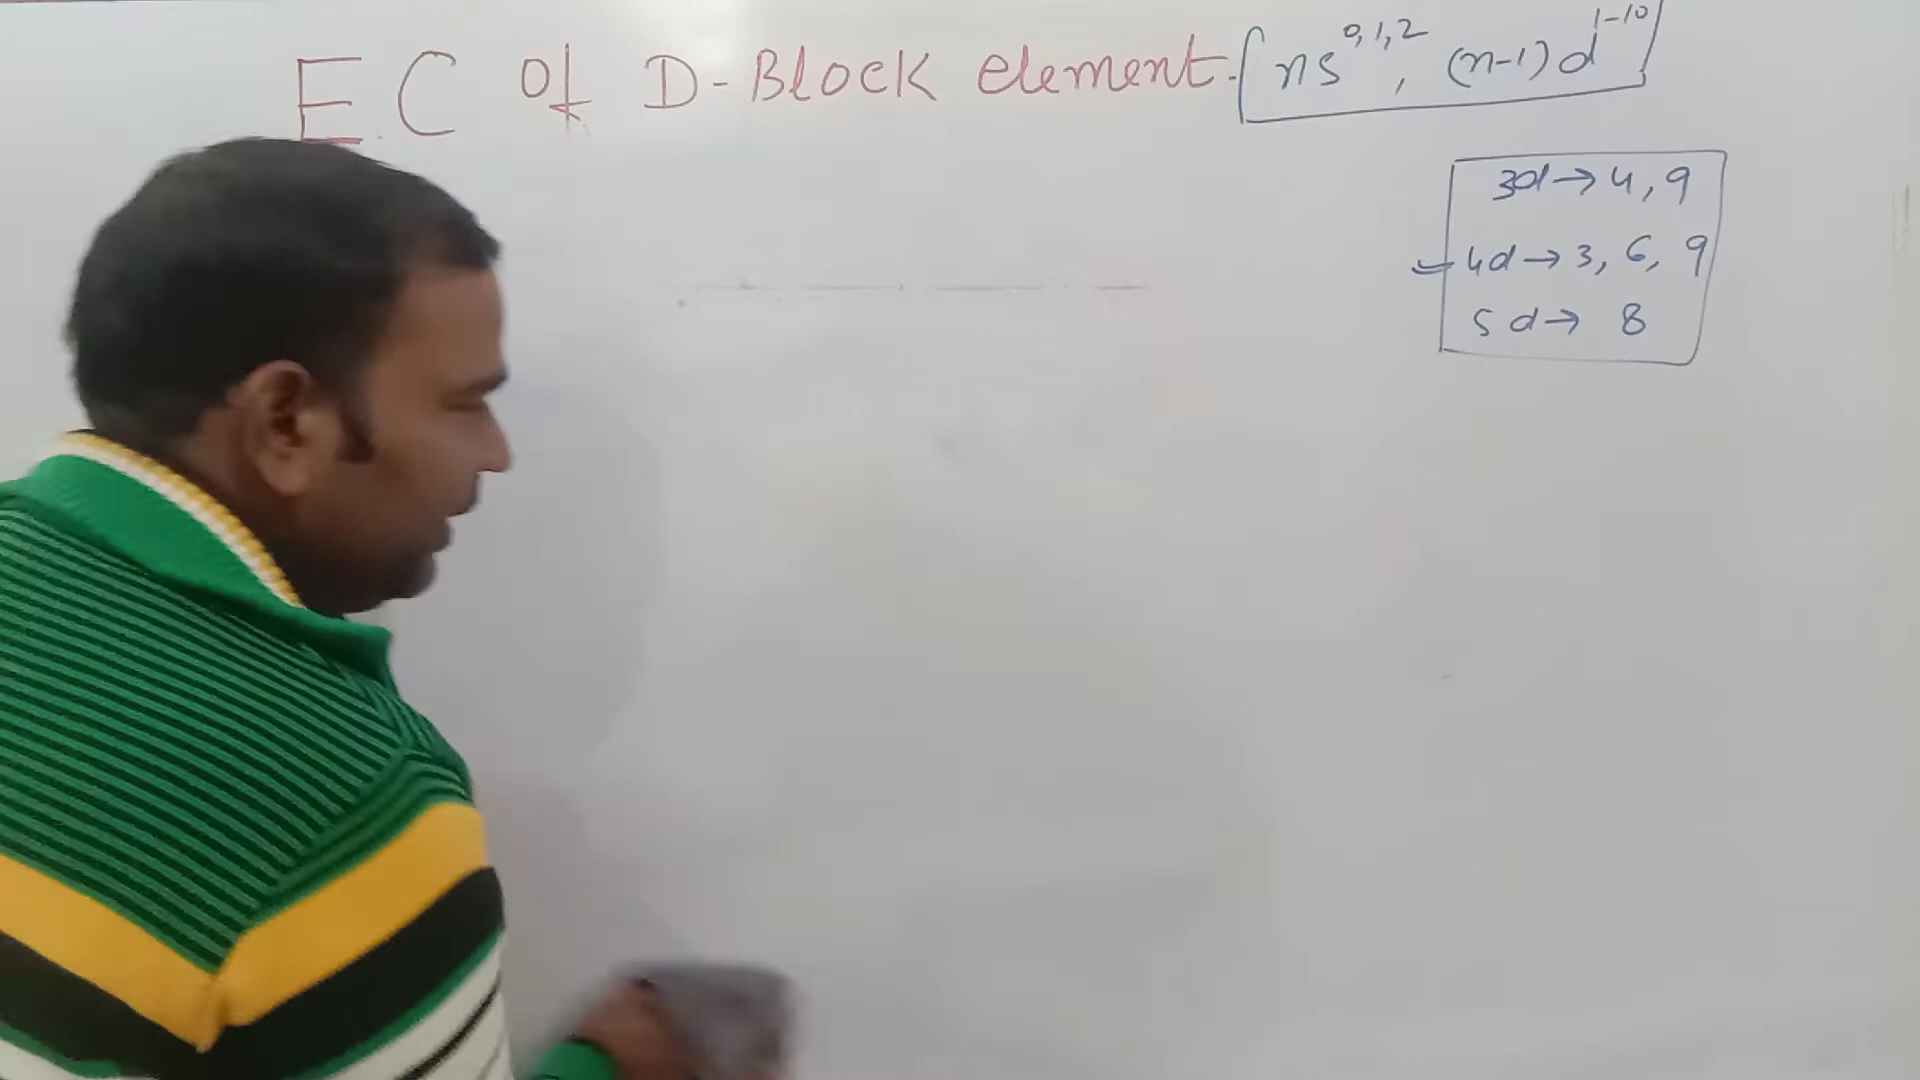 E.C Of D-Block element [ns^0,1,2, (n-1)d^1-10]
3d→4,9
4d→3, 6, 9
5d→ 8